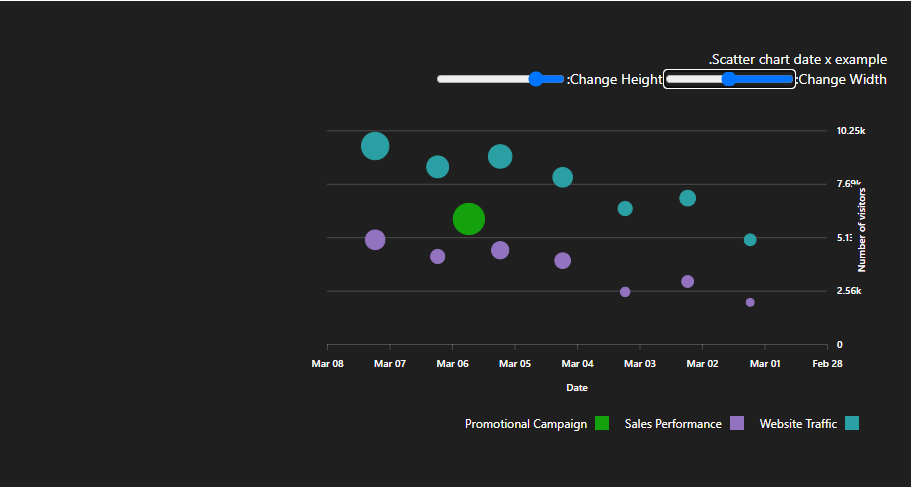 .Scatter chart date x example
:Change Height :Change Width
10.25k
7.69k
5.13
2.56k
0
Number of visitors
Mar 08 Mar 07 Mar 06 Mar 05 Mar 04 Mar 03 Mar 02 Mar 01 Feb 28
Date
Promotional Campaign Sales Performance Website Traffic